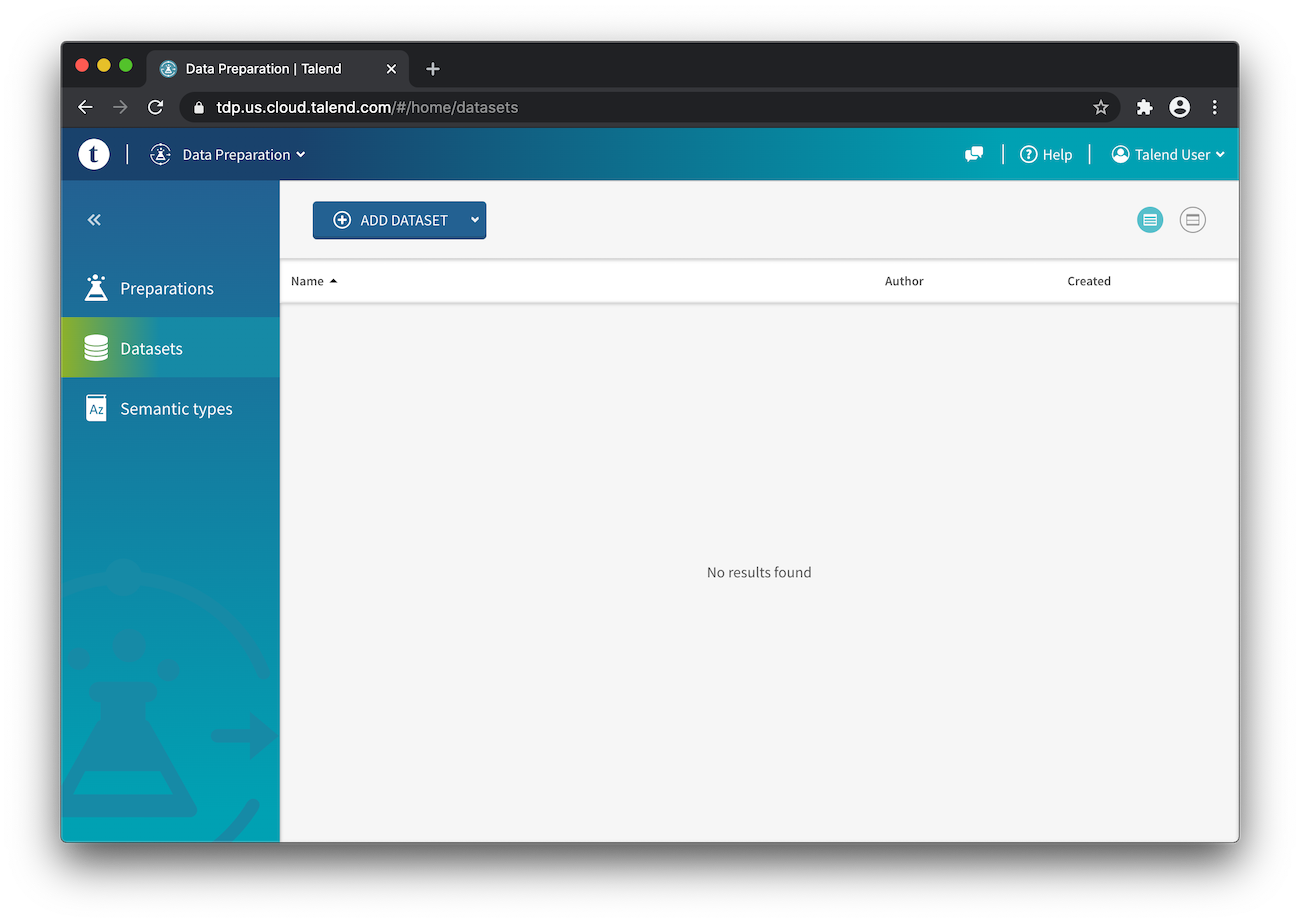 Data Preparation | Talend
tdp.us.cloud.talend.com/#/home/datasets
t
Data Preparation
Help
Talend User
ADD DATASET
Preparations
Name
Author
Created
Datasets
Az
Semantic types
No results found